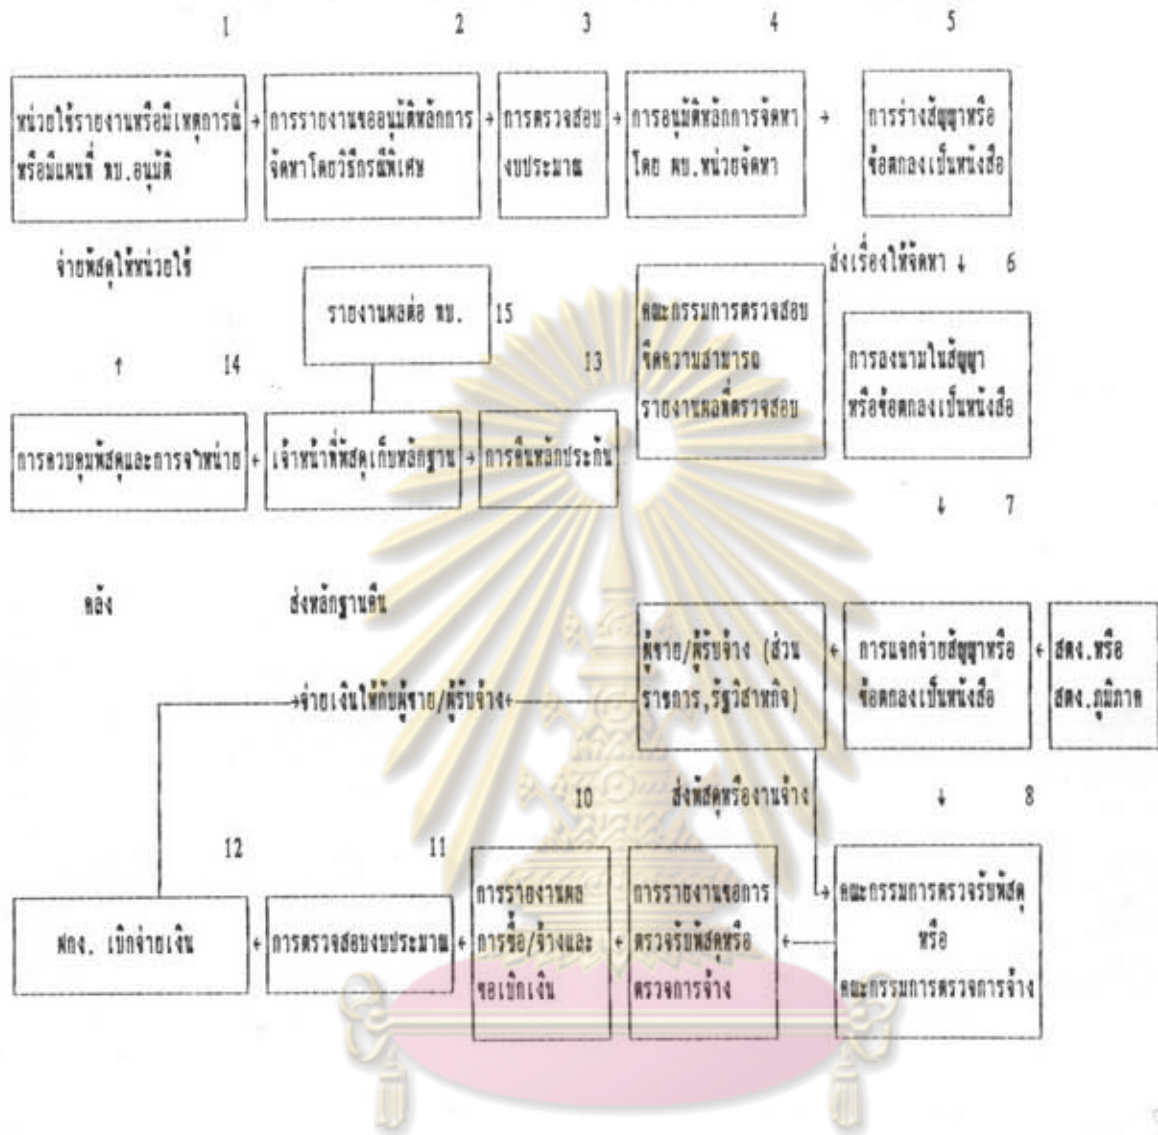 1 2 3 4 5
หน่วยใช้รายงานหรือมีเหตุการณ์
หรือมีแผนที่ ทบ.อนุมัติ
→
การรายงานขออนุมัติหลักการ
จัดหาโดยวิธีกรณีพิเศษ
→
การตรวจสอบ
งบประมาณ
→
การอนุมัติหลักการจัดหา
โดย ผบ.หน่วยจัดหา
→
การร่างสัญญาหรือ
ข้อตกลงเป็นหนังสือ
จ่ายพัสดุให้หน่วยใช้
ส่งเรื่องให้จัดหา ↓ 6
รายงานผลต่อ ทบ. 15
คณะกรรมการตรวจสอบ
ขีดความสามารถ
รายงานผลที่ตรวจสอบ
การลงนามในสัญญา
หรือข้อตกลงเป็นหนังสือ
↑ 14 13
การควบคุมพัสดุและการจำหน่าย
←
เจ้าหน้าที่พัสดุเก็บหลักฐาน
←
การคืนหลักประกัน
↓ 7
คลัง
ส่งหลักฐานคืน
ผู้ขาย/ผู้รับจ้าง (ส่วน
ราชการ,รัฐวิสาหกิจ)
←
การแจกจ่ายสัญญาหรือ
ข้อตกลงเป็นหนังสือ
←
สตง.หรือ
สตง.ภูมิภาค
→จ่ายเงินให้กับผู้ขาย/ผู้รับจ้าง←
10 ส่งพัสดุหรืองานจ้าง ↓ 8
12 11
ผกง. เบิกจ่ายเงิน
←
การตรวจสอบงบประมาณ
←
การรายงานผล
การซื้อ/จ้างและ
ขอเบิกเงิน
←
การรายงานขอการ
ตรวจรับพัสดุหรือ
ตรวจการจ้าง
←
→
คณะกรรมการตรวจรับพัสดุ
หรือ
คณะกรรมการตรวจการจ้าง